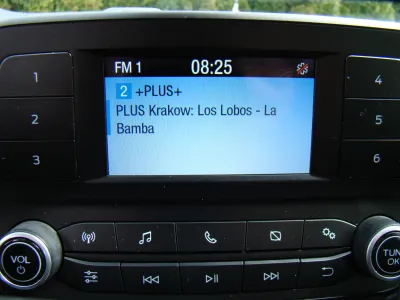 FM 1 08:25
1 2 +PLUS+ 4
PLUS Krakow: Los Lobos - La
2 Bamba 5
3 6
VOL TUNE
OK